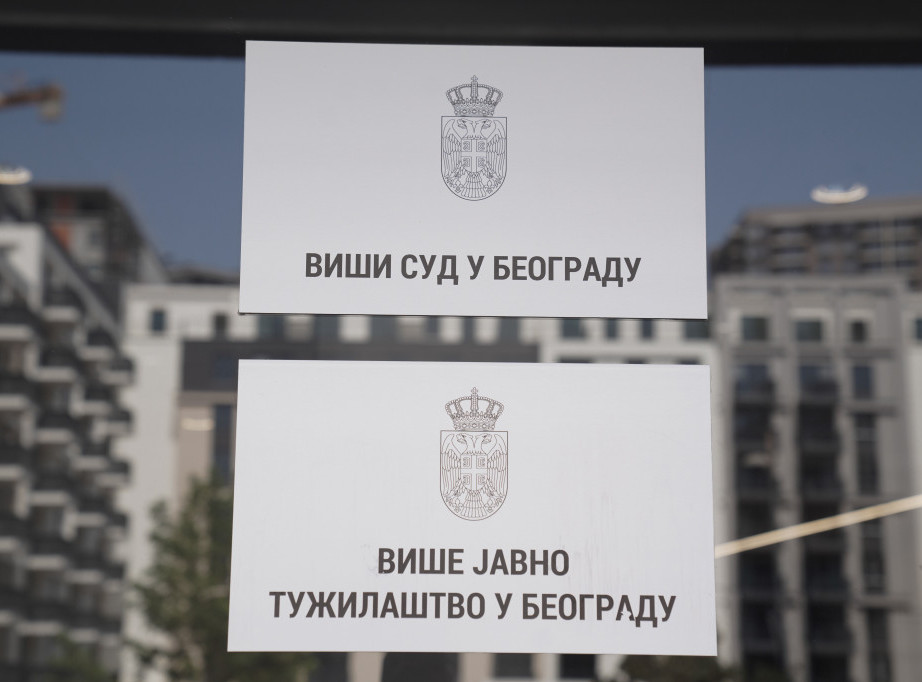 ВИШИ СУД У БЕОГРАДУ
ВИШЕ ЈАВНО
ТУЖИЛАШТВО У БЕОГРАДУ